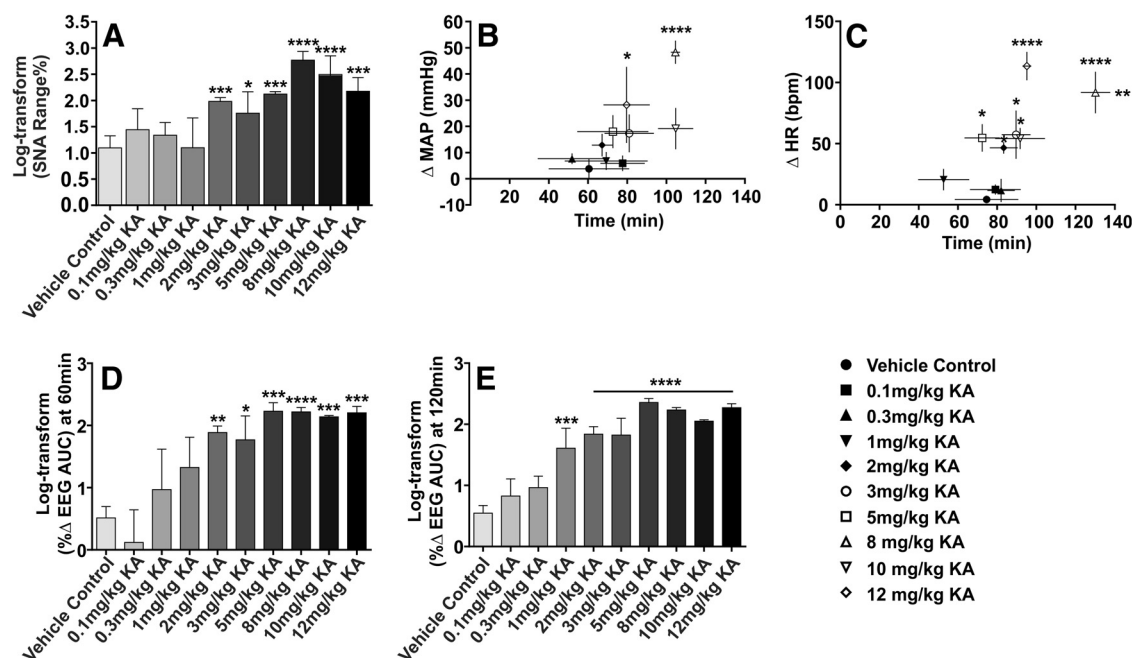 A
Log-transform
(SNA Range%)
3.5
3.0
2.5
2.0
1.5
1.0
0.5
0.0
*** * *** **** **** ***
Vehicle Control
0.1mg/kg KA
0.3mg/kg KA
1mg/kg KA
2mg/kg KA
3mg/kg KA
5mg/kg KA
8mg/kg KA
10mg/kg KA
12mg/kg KA
B
Δ MAP (mmHg)
60
50
40
30
20
10
0
-10
****
*
20 40 60 80 100 120 140
Time (min)
C
Δ HR (bpm)
150
100
50
0
****
****
**
*
*
*
*
0 20 40 60 80 100 120 140
Time (min)
D
Log-transform
(%Δ EEG AUC) at 60min
3
2
1
0
** * *** **** *** ***
Vehicle Control
0.1mg/kg KA
0.3mg/kg KA
1mg/kg KA
2mg/kg KA
3mg/kg KA
5mg/kg KA
8mg/kg KA
10mg/kg KA
12mg/kg KA
E
Log-transform
(%Δ EEG AUC) at 120min
3
2
1
0
***
****
Vehicle Control
0.1mg/kg KA
0.3mg/kg KA
1mg/kg KA
2mg/kg KA
3mg/kg KA
5mg/kg KA
8mg/kg KA
10mg/kg KA
12mg/kg KA
Vehicle Control
0.1mg/kg KA
0.3mg/kg KA
1mg/kg KA
2mg/kg KA
3mg/kg KA
5mg/kg KA
8 mg/kg KA
10 mg/kg KA
12 mg/kg KA